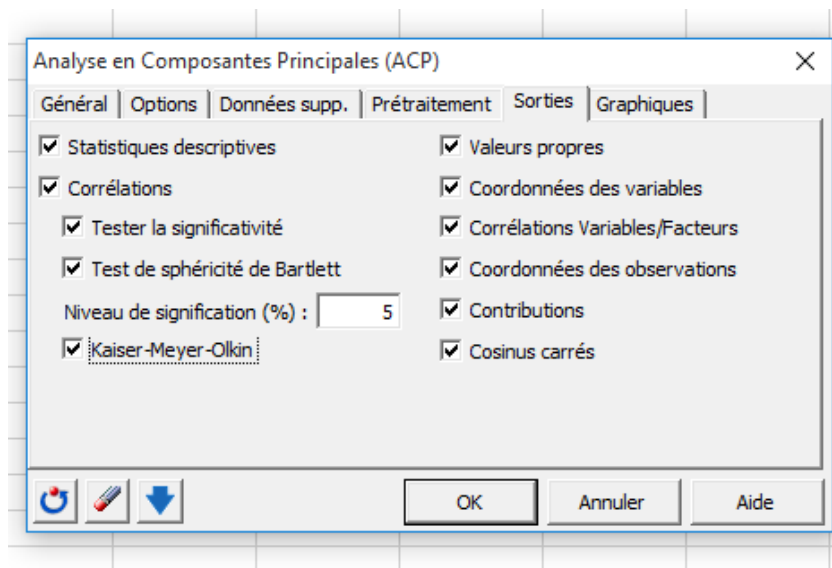 Analyse en Composantes Principales (ACP)
Général Options Données supp. Prétraitement Sorties Graphiques
Statistiques descriptives
Corrélations
Tester la significativité
Test de sphéricité de Bartlett
Niveau de signification (%) : 5
Kaiser-Meyer-Olkin
Valeurs propres
Coordonnées des variables
Corrélations Variables/Facteurs
Coordonnées des observations
Contributions
Cosinus carrés
OK Annuler Aide